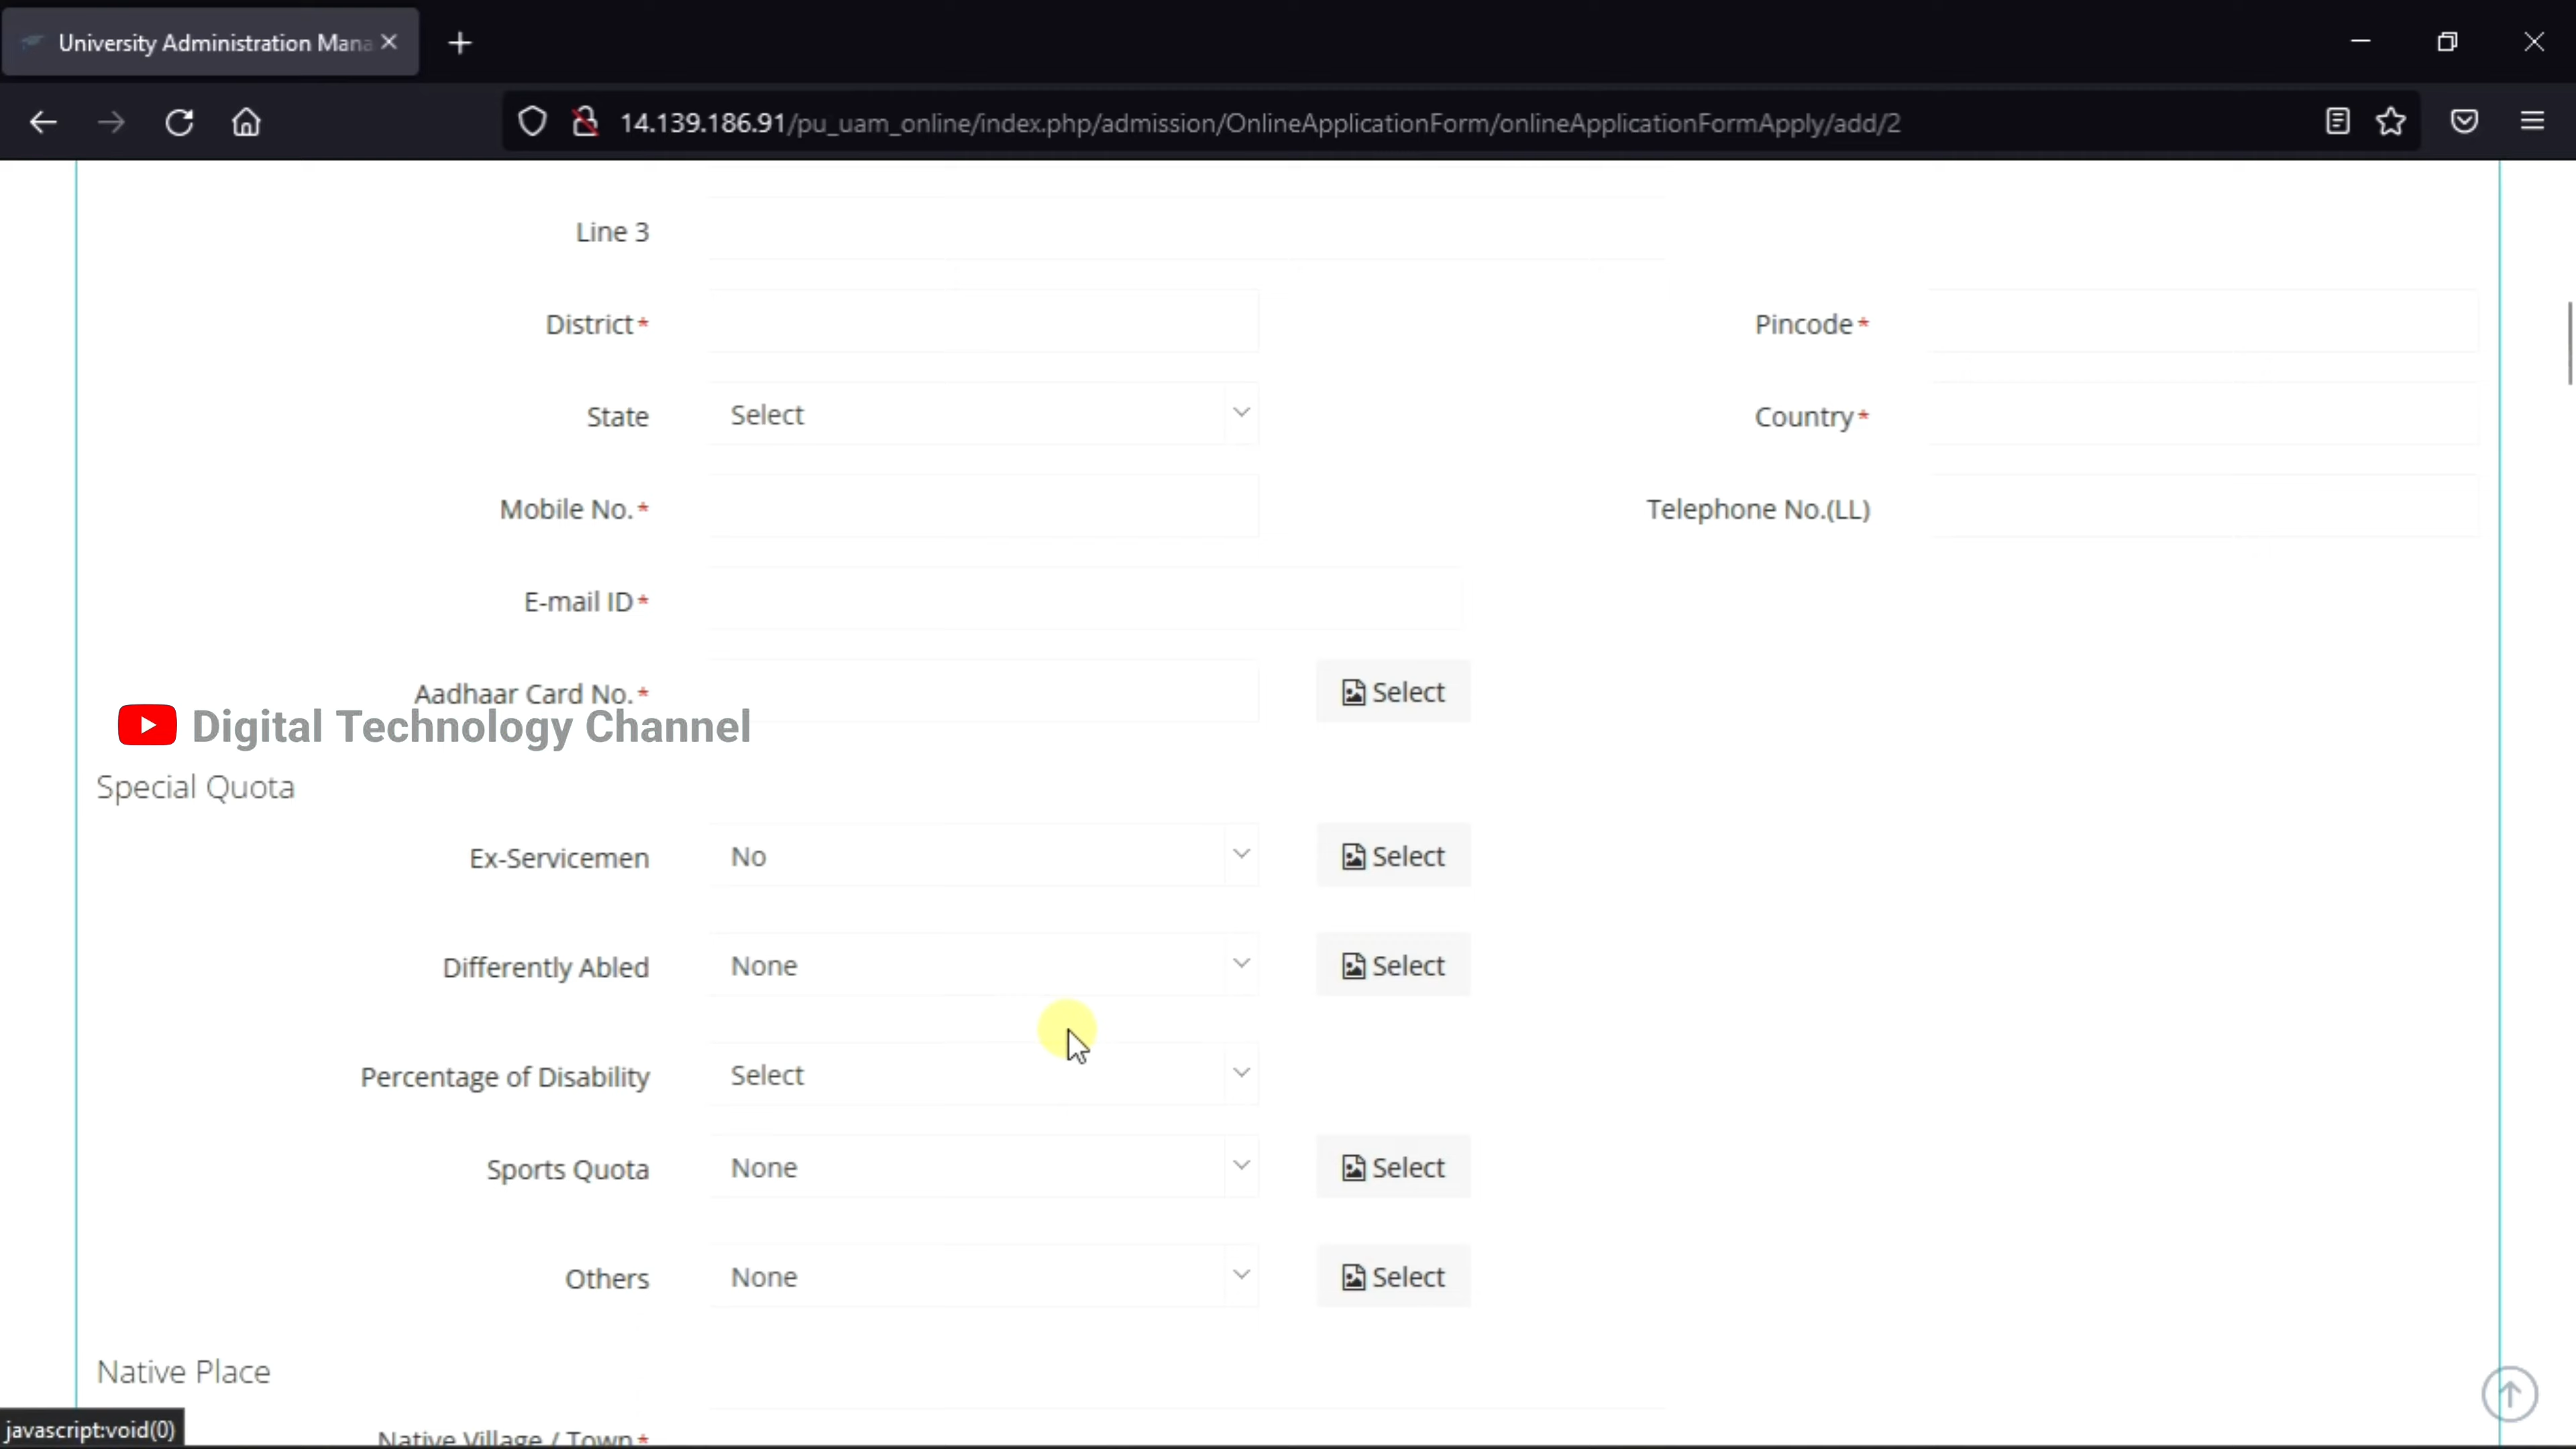 University Administration Mana
14.139.186.91/pu_uam_online/index.php/admission/OnlineApplicationForm/onlineApplicationFormApply/add/2
Line 3
District*
Pincode*
State Select
Country*
Mobile No.*
Telephone No.(LL)
E-mail ID*
Aadhaar Card No.* Select
Digital Technology Channel
Special Quota
Ex-Servicemen No Select
Differently Abled None Select
Percentage of Disability Select
Sports Quota None Select
Others None Select
Native Place
javascript:void(0)
Native Village / Town*